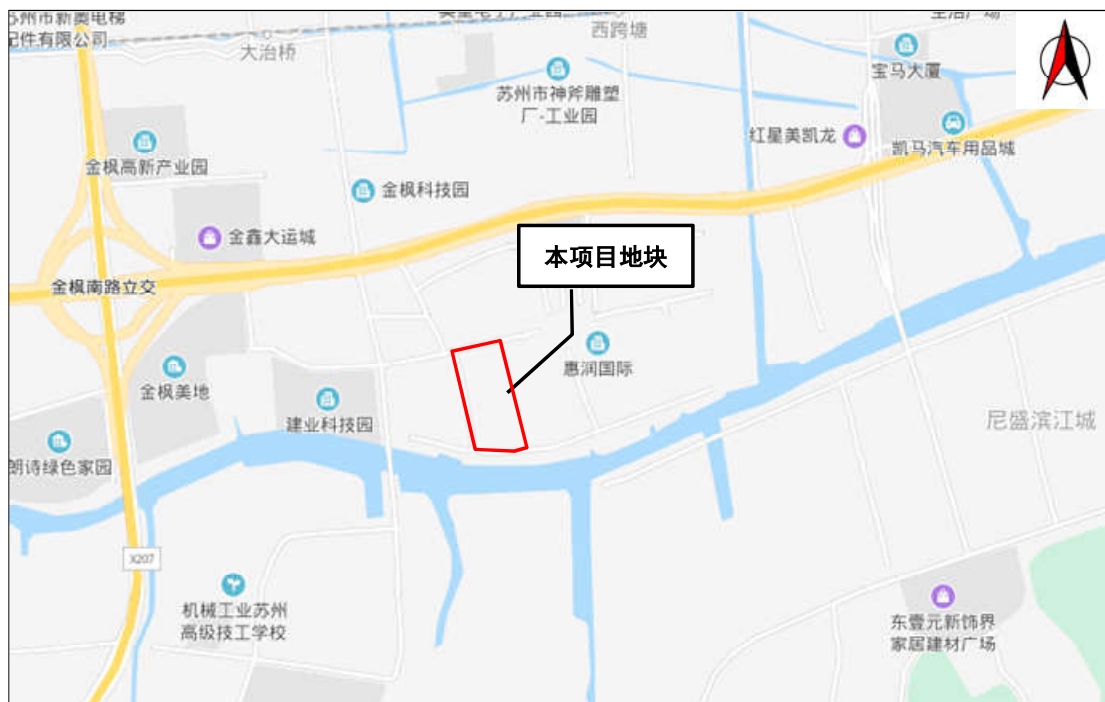 苏州市新奥电梯
配件有限公司
大冶桥
西跨塘
宝马大厦
苏州市神斧雕塑
厂-工业园
红星美凯龙
凯马汽车用品城
金枫高新产业园
金枫科技园
金鑫大运城
本项目地块
金枫南路立交
惠润国际
金枫美地
建业科技园
尼盛滨江城
朗诗绿色家园
X207
机械工业苏州
高级技工学校
东壹元新饰界
家居建材广场